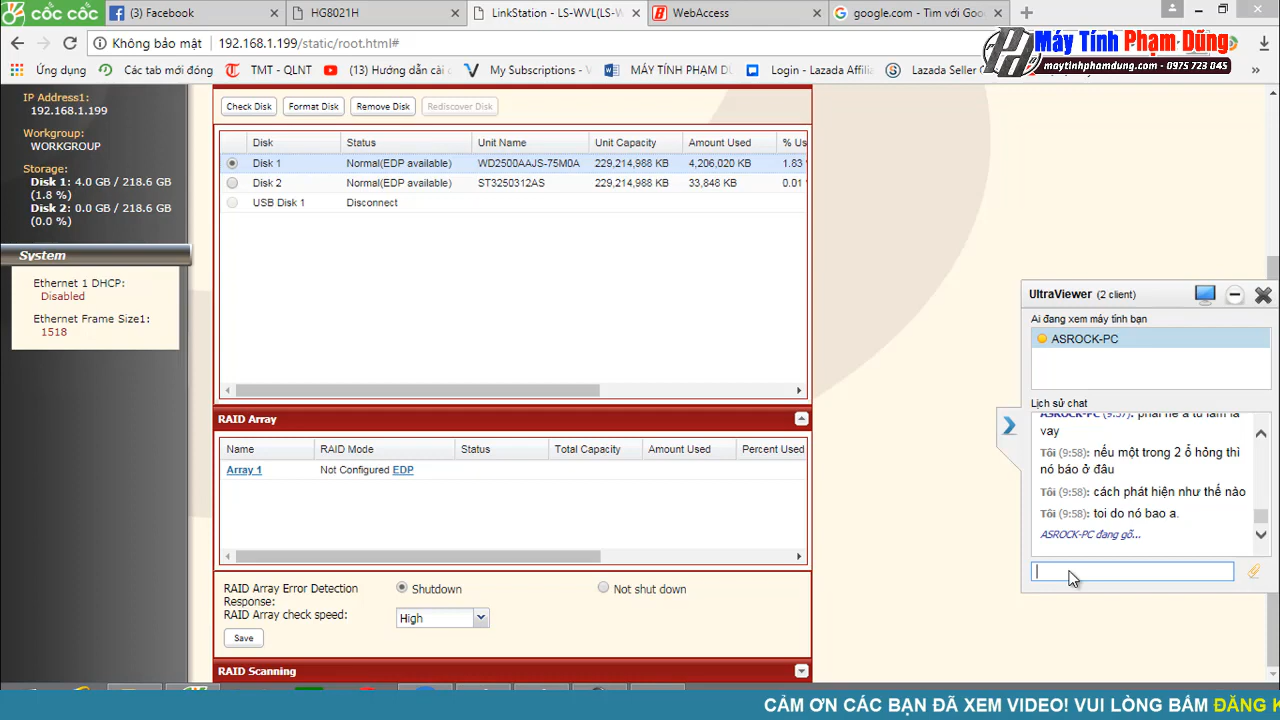 CỐC CỐC
(3) Facebook
HG8021H
LinkStation - LS-WVL(LS-W
WebAccess
google.com - Tìm với Goo
Không bảo mật
192.168.1.199/static/root.html#
Ứng dụng
Các tab mới đóng
TMT - QLNT
(13) Hướng dẫn cài
My Subscriptions -
MÁY TÍNH PHẠM D
Login - Lazada Affilia
Lazada Seller
Máy Tính Phạm Dũng
maytinhphamdung.com - 0975 723 045
IP Address1:
192.168.1.199
Workgroup:
WORKGROUP
Storage:
Disk 1: 4.0 GB / 218.6 GB
(1.8 %)
Disk 2: 0.0 GB / 218.6 GB
(0.0 %)
System
Ethernet 1 DHCP:
Disabled
Ethernet Frame Size1:
1518
Check Disk
Format Disk
Remove Disk
Rediscover Disk
Disk Status Unit Name Unit Capacity Amount Used % Us
Disk 1 Normal(EDP available) WD2500AAJS-75M0A 229,214,988 KB 4,206,020 KB 1.83
Disk 2 Normal(EDP available) ST3250312AS 229,214,988 KB 33,848 KB 0.01
USB Disk 1 Disconnect
RAID Array
Name RAID Mode Status Total Capacity Amount Used Percent Used
Array 1 Not Configured EDP
RAID Array Error Detection
Response:
Shutdown
Not shut down
RAID Array check speed:
High
Save
RAID Scanning
UltraViewer (2 client)
Ai đang xem máy tính bạn
ASROCK-PC
Lịch sử chat
vay
Tôi (9:58): nếu một trong 2 ổ hỏng thì
nó báo ở đâu
Tôi (9:58): cách phát hiện như thế nào
Tôi (9:58): toi do nó bao a.
ASROCK-PC đang gõ...
CẢM ƠN CÁC BẠN ĐÃ XEM VIDEO! VUI LÒNG BẤM ĐĂNG K